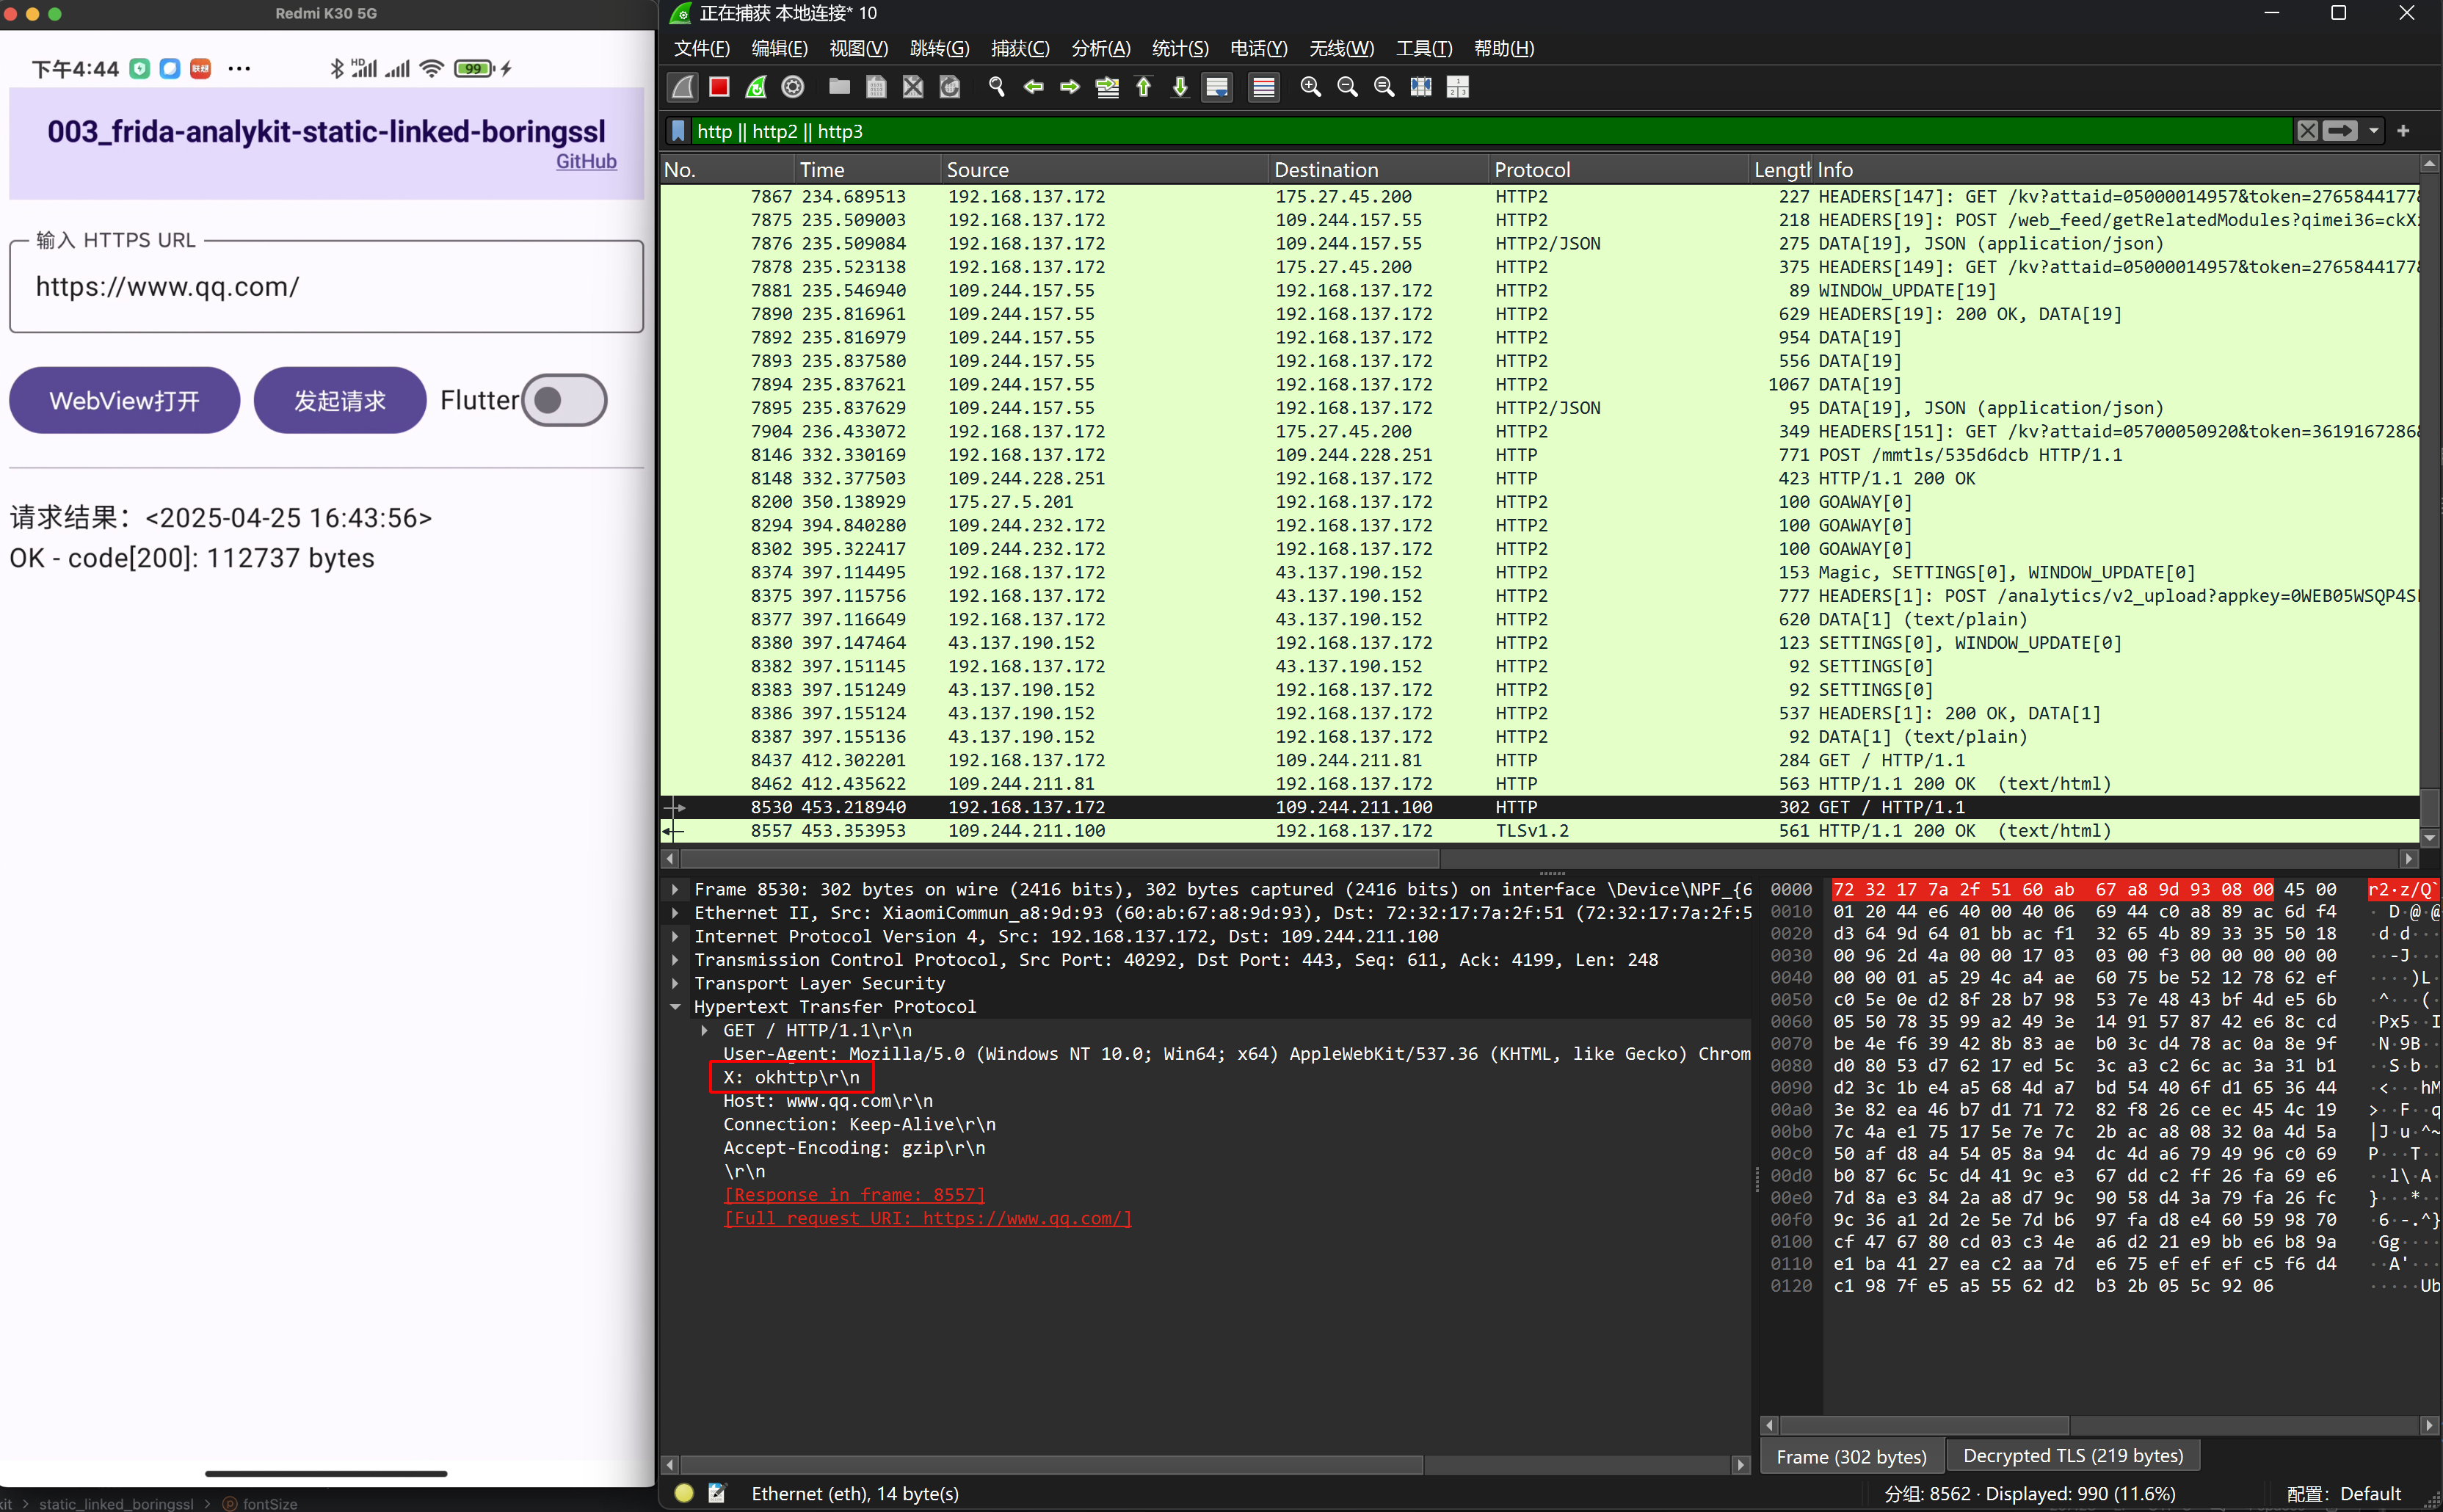 Redmi K30 5G
下午4:44
HD
99
003_frida-analykit-static-linked-boringssl
GitHub
输入 HTTPS URL
https://www.qq.com/
WebView打开
发起请求
Flutter
请求结果：<2025-04-25 16:43:56>
OK - code[200]: 112737 bytes
static_linked_boringssl > fontSize
正在捕获 本地连接* 10
文件(F) 编辑(E) 视图(V) 跳转(G) 捕获(C) 分析(A) 统计(S) 电话(Y) 无线(W) 工具(T) 帮助(H)
http || http2 || http3
No. Time Source Destination Protocol Length Info
7867 234.689513 192.168.137.172 175.27.45.200 HTTP2 227 HEADERS[147]: GET /kv?attaid=05000014957&token=2765844177&
7875 235.509003 192.168.137.172 109.244.157.55 HTTP2 218 HEADERS[19]: POST /web_feed/getRelatedModules?qimei36=ckX
7876 235.509084 192.168.137.172 109.244.157.55 HTTP2/JSON 275 DATA[19], JSON (application/json)
7878 235.523138 192.168.137.172 175.27.45.200 HTTP2 375 HEADERS[149]: GET /kv?attaid=05000014957&token=2765844177&
7881 235.546940 109.244.157.55 192.168.137.172 HTTP2 89 WINDOW_UPDATE[19]
7890 235.816961 109.244.157.55 192.168.137.172 HTTP2 629 HEADERS[19]: 200 OK, DATA[19]
7892 235.816979 109.244.157.55 192.168.137.172 HTTP2 954 DATA[19]
7893 235.837580 109.244.157.55 192.168.137.172 HTTP2 556 DATA[19]
7894 235.837621 109.244.157.55 192.168.137.172 HTTP2 1067 DATA[19]
7895 235.837629 109.244.157.55 192.168.137.172 HTTP2/JSON 95 DATA[19], JSON (application/json)
7904 236.433072 192.168.137.172 175.27.45.200 HTTP2 349 HEADERS[151]: GET /kv?attaid=05700050920&token=3619167286&
8146 332.330169 192.168.137.172 109.244.228.251 HTTP 771 POST /mmtls/535d6dcb HTTP/1.1
8148 332.377503 109.244.228.251 192.168.137.172 HTTP 423 HTTP/1.1 200 OK
8200 350.138929 175.27.5.201 192.168.137.172 HTTP2 100 GOAWAY[0]
8294 394.840280 109.244.232.172 192.168.137.172 HTTP2 100 GOAWAY[0]
8302 395.322417 109.244.232.172 192.168.137.172 HTTP2 100 GOAWAY[0]
8374 397.114495 192.168.137.172 43.137.190.152 HTTP2 153 Magic, SETTINGS[0], WINDOW_UPDATE[0]
8375 397.115756 192.168.137.172 43.137.190.152 HTTP2 777 HEADERS[1]: POST /analytics/v2_upload?appkey=0WEB05WSQP4S
8377 397.116649 192.168.137.172 43.137.190.152 HTTP2 620 DATA[1] (text/plain)
8380 397.147464 43.137.190.152 192.168.137.172 HTTP2 123 SETTINGS[0], WINDOW_UPDATE[0]
8382 397.151145 192.168.137.172 43.137.190.152 HTTP2 92 SETTINGS[0]
8383 397.151249 43.137.190.152 192.168.137.172 HTTP2 92 SETTINGS[0]
8386 397.155124 43.137.190.152 192.168.137.172 HTTP2 537 HEADERS[1]: 200 OK, DATA[1]
8387 397.155136 43.137.190.152 192.168.137.172 HTTP2 92 DATA[1] (text/plain)
8437 412.302201 192.168.137.172 109.244.211.81 HTTP 284 GET / HTTP/1.1
8462 412.435622 109.244.211.81 192.168.137.172 HTTP 563 HTTP/1.1 200 OK (text/html)
8530 453.218940 192.168.137.172 109.244.211.100 HTTP 302 GET / HTTP/1.1
8557 453.353953 109.244.211.100 192.168.137.172 TLSv1.2 561 HTTP/1.1 200 OK (text/html)
Frame 8530: 302 bytes on wire (2416 bits), 302 bytes captured (2416 bits) on interface \Device\NPF_{6
Ethernet II, Src: XiaomiCommun_a8:9d:93 (60:ab:67:a8:9d:93), Dst: 72:32:17:7a:2f:51 (72:32:17:7a:2f:5
Internet Protocol Version 4, Src: 192.168.137.172, Dst: 109.244.211.100
Transmission Control Protocol, Src Port: 40292, Dst Port: 443, Seq: 611, Ack: 4199, Len: 248
Transport Layer Security
Hypertext Transfer Protocol
GET / HTTP/1.1\r\n
User-Agent: Mozilla/5.0 (Windows NT 10.0; Win64; x64) AppleWebKit/537.36 (KHTML, like Gecko) Chrom
X: okhttp\r\n
Host: www.qq.com\r\n
Connection: Keep-Alive\r\n
Accept-Encoding: gzip\r\n
\r\n
[Response in frame: 8557]
[Full request URI: https://www.qq.com/]
0000 72 32 17 7a 2f 51 60 ab 67 a8 9d 93 08 00 45 00 r2·z/Q`
0010 01 20 44 e6 40 00 40 06 69 44 c0 a8 89 ac 6d f4 · D·@·@
0020 d3 64 9d 64 01 bb ac f1 32 65 4b 89 33 35 50 18 ·d·d···
0030 00 96 2d 4a 00 00 17 03 03 00 f3 00 00 00 00 00 ··-J···
0040 00 00 01 a5 29 4c a4 ae 60 75 be 52 12 78 62 ef ····)L·
0050 c0 5e 0e d2 8f 28 b7 98 53 7e 48 43 bf 4d e5 6b ·^···(·
0060 05 50 78 35 99 a2 49 3e 14 91 57 87 42 e6 8c cd ·Px5··I
0070 be 4e f6 39 42 8b 83 ae b0 3c d4 78 ac 0a 8e 9f ·N·9B··
0080 d0 80 53 d7 62 17 ed 5c 3c a3 c2 6c ac 3a 31 b1 ··S·b··
0090 d2 3c 1b e4 a5 68 4d a7 bd 54 40 6f d1 65 36 44 ·<···hM
00a0 3e 82 ea 46 b7 d1 71 72 82 f8 26 ce ec 45 4c 19 >··F··q
00b0 7c 4a e1 75 17 5e 7e 7c 2b ac a8 08 32 0a 4d 5a |J·u·^~
00c0 50 af d8 a4 54 05 8a 94 dc 4d a6 79 49 96 c0 69 P···T··
00d0 b0 87 6c 5c d4 41 9c e3 67 dd c2 ff 26 fa 69 e6 ··l\·A·
00e0 7d 8a e3 84 2a a8 d7 9c 90 58 d4 3a 79 fa 26 fc }···*··
00f0 9c 36 a1 2d 2e 5e 7d b6 97 fa d8 e4 60 59 98 70 ·6·-.^}
0100 cf 47 67 80 cd 03 c3 4e a6 d2 21 e9 bb e6 b8 9a ·Gg····
0110 e1 ba 41 27 ea c2 aa 7d e6 75 ef ef ef c5 f6 d4 ··A'···
0120 c1 98 7f e5 a5 55 62 d2 b3 2b 05 5c 92 06 ·····Ub
Frame (302 bytes) Decrypted TLS (219 bytes)
Ethernet (eth), 14 byte(s)
分组: 8562 · Displayed: 990 (11.6%)
配置: Default